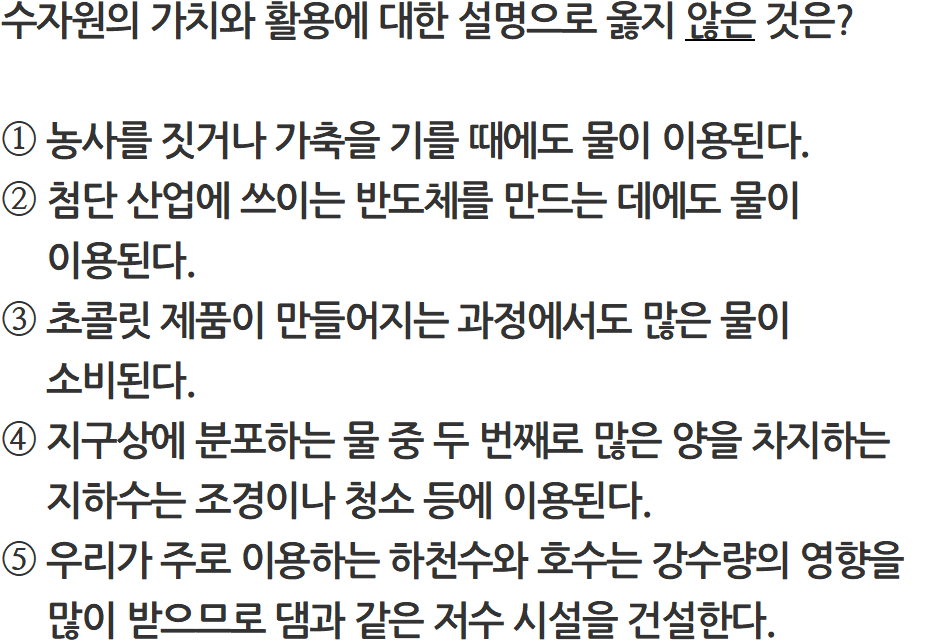 수자원의 가치와 활용에 대한 설명으로 옳지 않은 것은?
① 농사를 짓거나 가축을 기를 때에도 물이 이용된다.
② 첨단 산업에 쓰이는 반도체를 만드는 데에도 물이
이용된다.
③ 초콜릿 제품이 만들어지는 과정에서도 많은 물이
소비된다.
④ 지구상에 분포하는 물 중 두 번째로 많은 양을 차지하는
지하수는 조경이나 청소 등에 이용된다.
⑤ 우리가 주로 이용하는 하천수와 호수는 강수량의 영향을
많이 받으므로 댐과 같은 저수 시설을 건설한다.